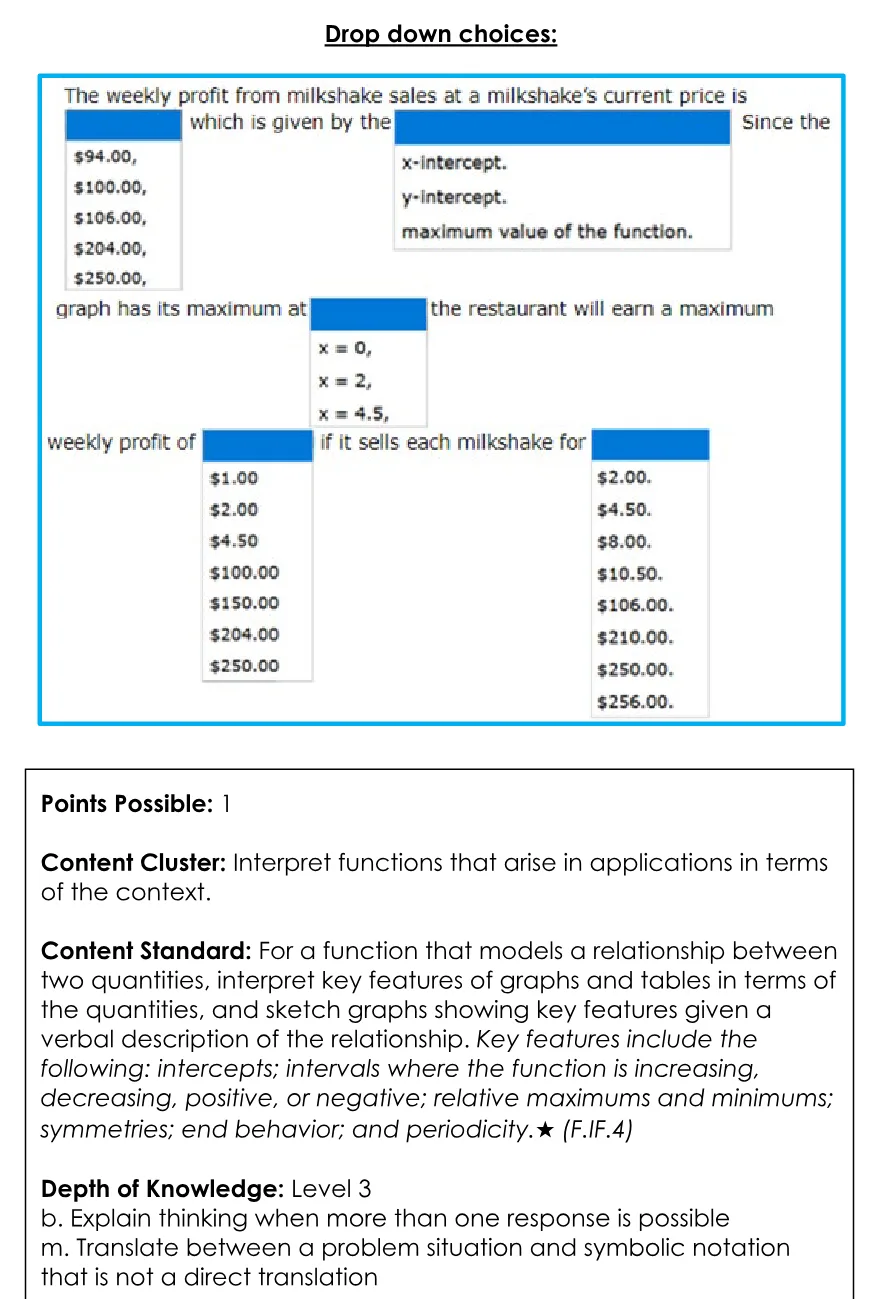 Drop down choices:
The weekly profit from milkshake sales at a milkshake's current price is
which is given by the
Since the
$94.00,
$100.00,
$106.00,
$204.00,
$250.00,
x-intercept.
y-intercept.
maximum value of the function.
graph has its maximum at
the restaurant will earn a maximum
x = 0,
x = 2,
x = 4.5,
weekly profit of
if it sells each milkshake for
$1.00
$2.00
$4.50
$100.00
$150.00
$204.00
$250.00
$2.00.
$4.50.
$8.00.
$10.50.
$106.00.
$210.00.
$250.00.
$256.00.
Points Possible: 1
Content Cluster: Interpret functions that arise in applications in terms
of the context.
Content Standard: For a function that models a relationship between
two quantities, interpret key features of graphs and tables in terms of
the quantities, and sketch graphs showing key features given a
verbal description of the relationship. Key features include the
following: intercepts; intervals where the function is increasing,
decreasing, positive, or negative; relative maximums and minimums;
symmetries; end behavior; and periodicity.★ (F.IF.4)
Depth of Knowledge: Level 3
b. Explain thinking when more than one response is possible
m. Translate between a problem situation and symbolic notation
that is not a direct translation